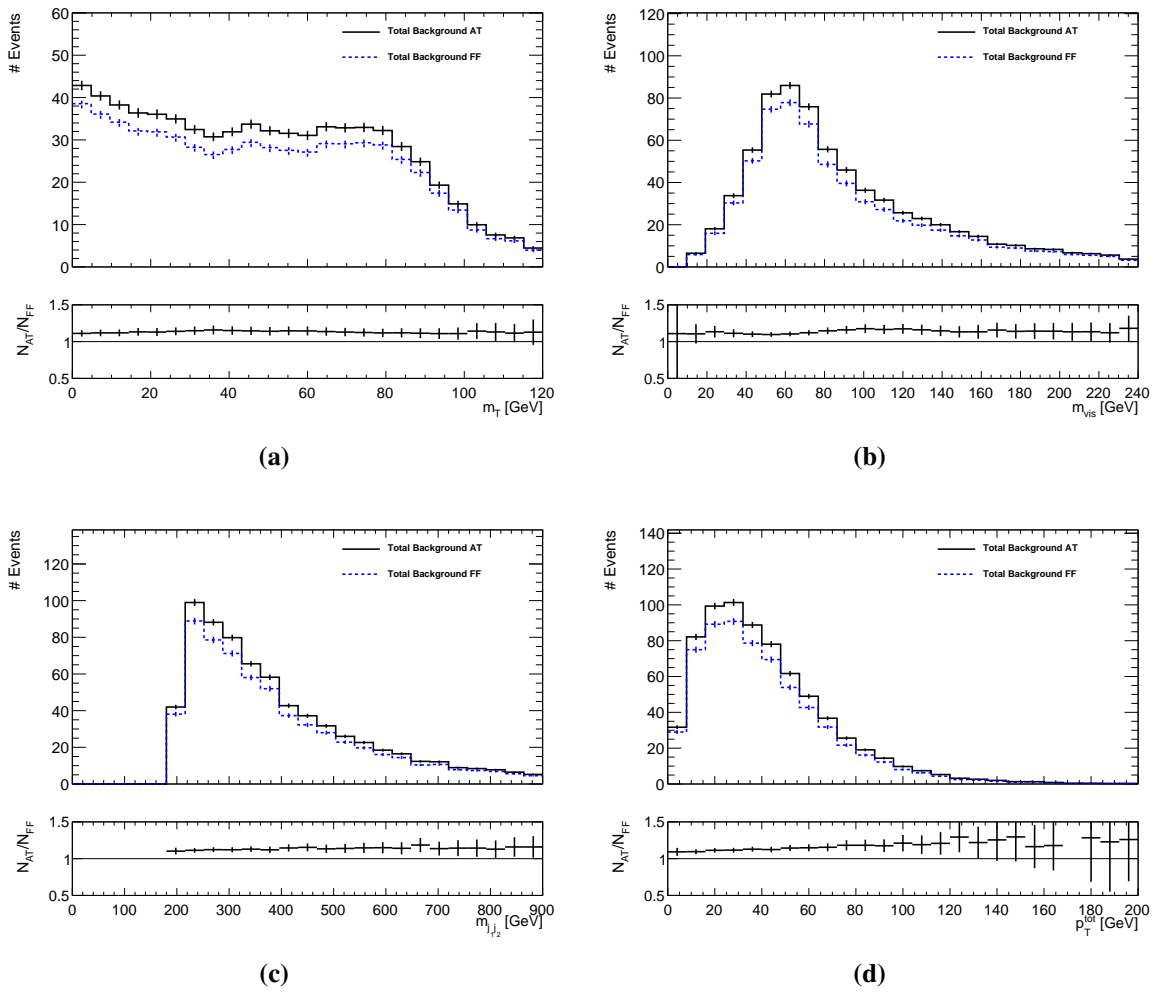 # Events
60
50
40
30
20
10
0
Total Background AT
Total Background FF
N_AT/N_FF
1.5
1
0.5
0 20 40 60 80 100 120
m_T [GeV]
(a)
# Events
120
100
80
60
40
20
0
Total Background AT
Total Background FF
N_AT/N_FF
1.5
1
0.5
0 20 40 60 80 100 120 140 160 180 200 220 240
m_vis [GeV]
(b)
# Events
120
100
80
60
40
20
0
Total Background AT
Total Background FF
N_AT/N_FF
1.5
1
0.5
0 100 200 300 400 500 600 700 800 900
m_j1j2 [GeV]
(c)
# Events
140
120
100
80
60
40
20
0
Total Background AT
Total Background FF
N_AT/N_FF
1.5
1
0.5
0 20 40 60 80 100 120 140 160 180 200
p_T^tot [GeV]
(d)